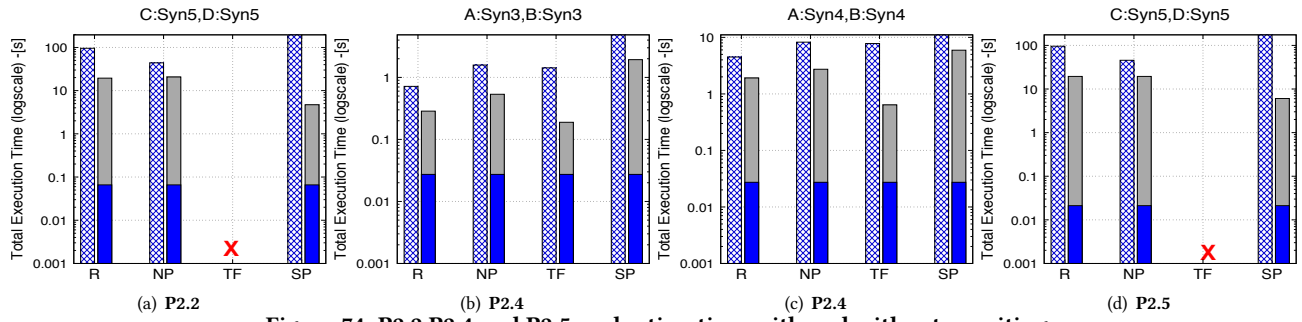 C:Syn5,D:Syn5
Total Execution Time (logscale) -[s]
100
10
1
0.1
0.01
0.001
R NP TF SP
X
(a) P2.2
A:Syn3,B:Syn3
Total Execution Time (logscale) -[s]
1
0.1
0.01
0.001
R NP TF SP
(b) P2.4
A:Syn4,B:Syn4
Total Execution Time (logscale) -[s]
10
1
0.1
0.01
0.001
R NP TF SP
(c) P2.4
C:Syn5,D:Syn5
Total Execution Time (logscale) -[s]
100
10
1
0.1
0.01
0.001
R NP TF SP
X
(d) P2.5